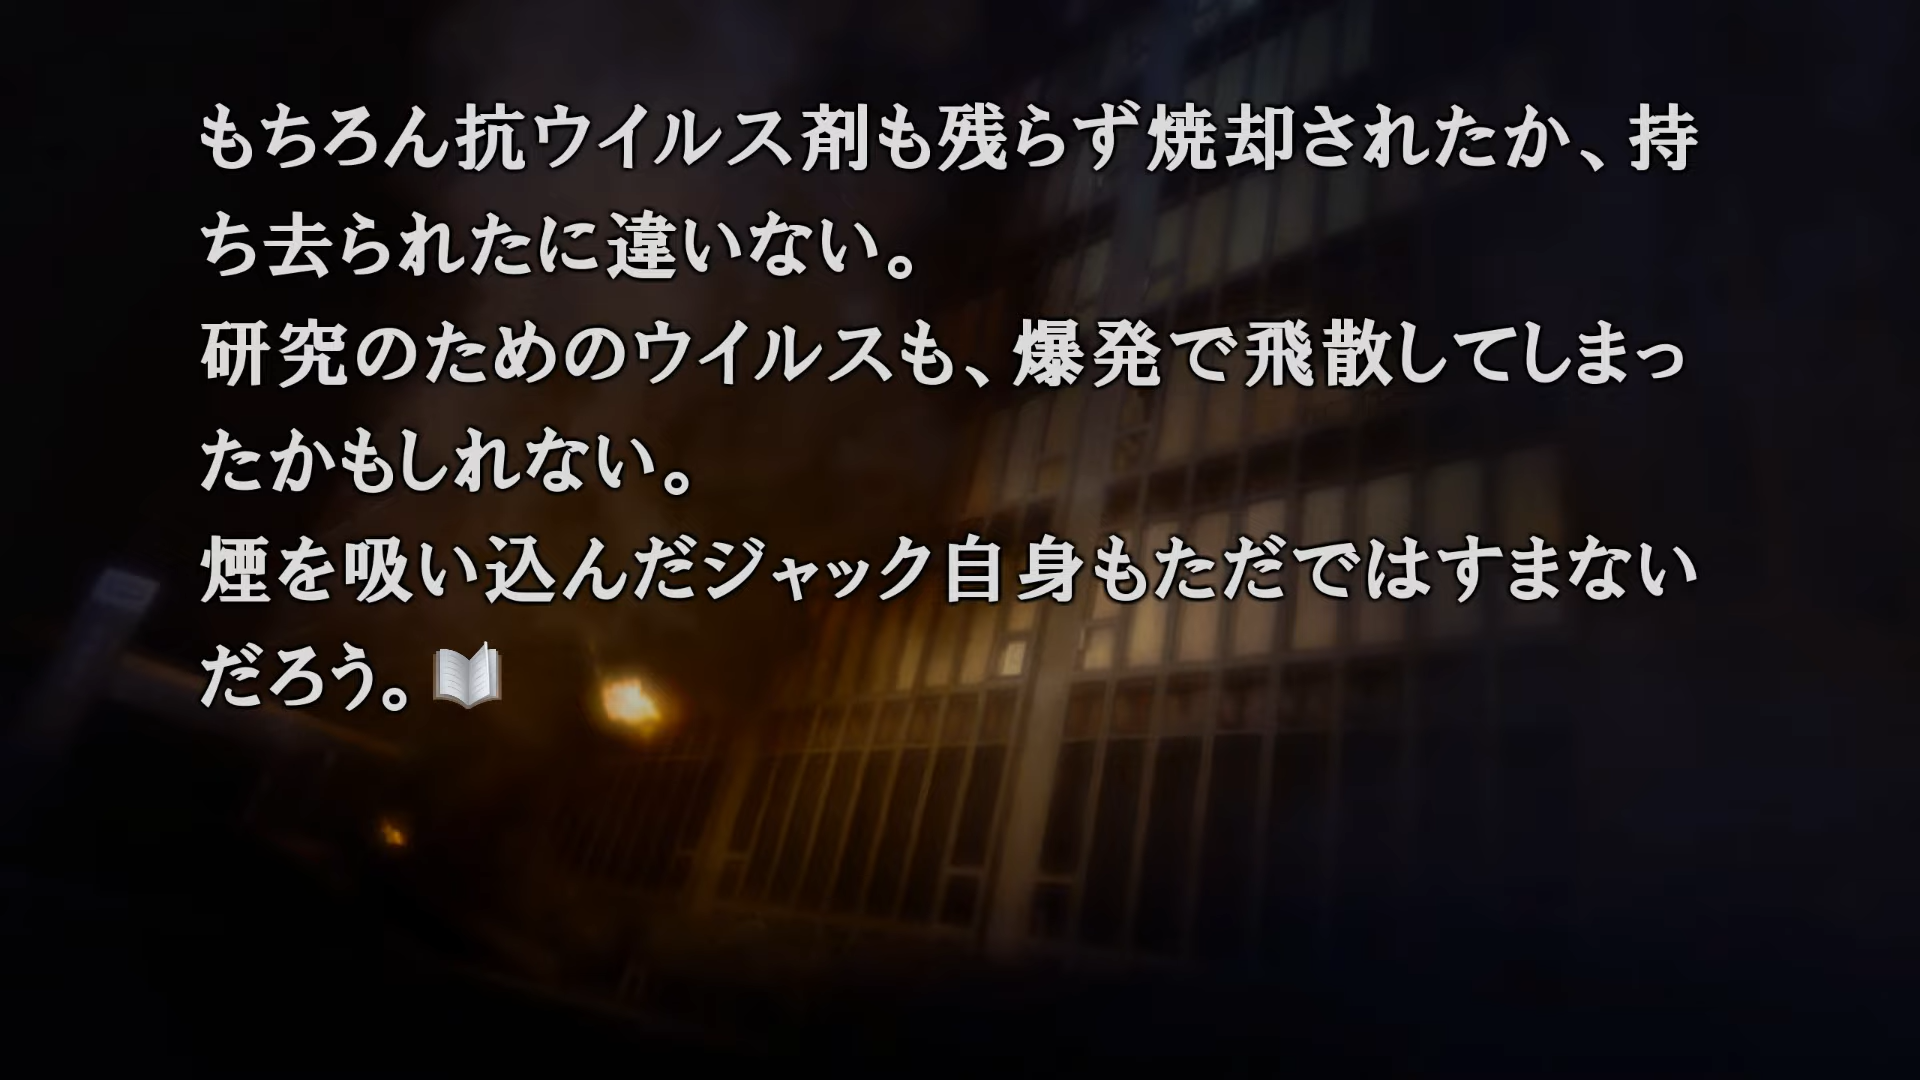 もちろん抗ウイルス剤も残らず焼却されたか、持
ち去られたに違いない。
研究のためのウイルスも、爆発で飛散してしまっ
たかもしれない。
煙を吸い込んだジャック自身もただではすまない
だろう。